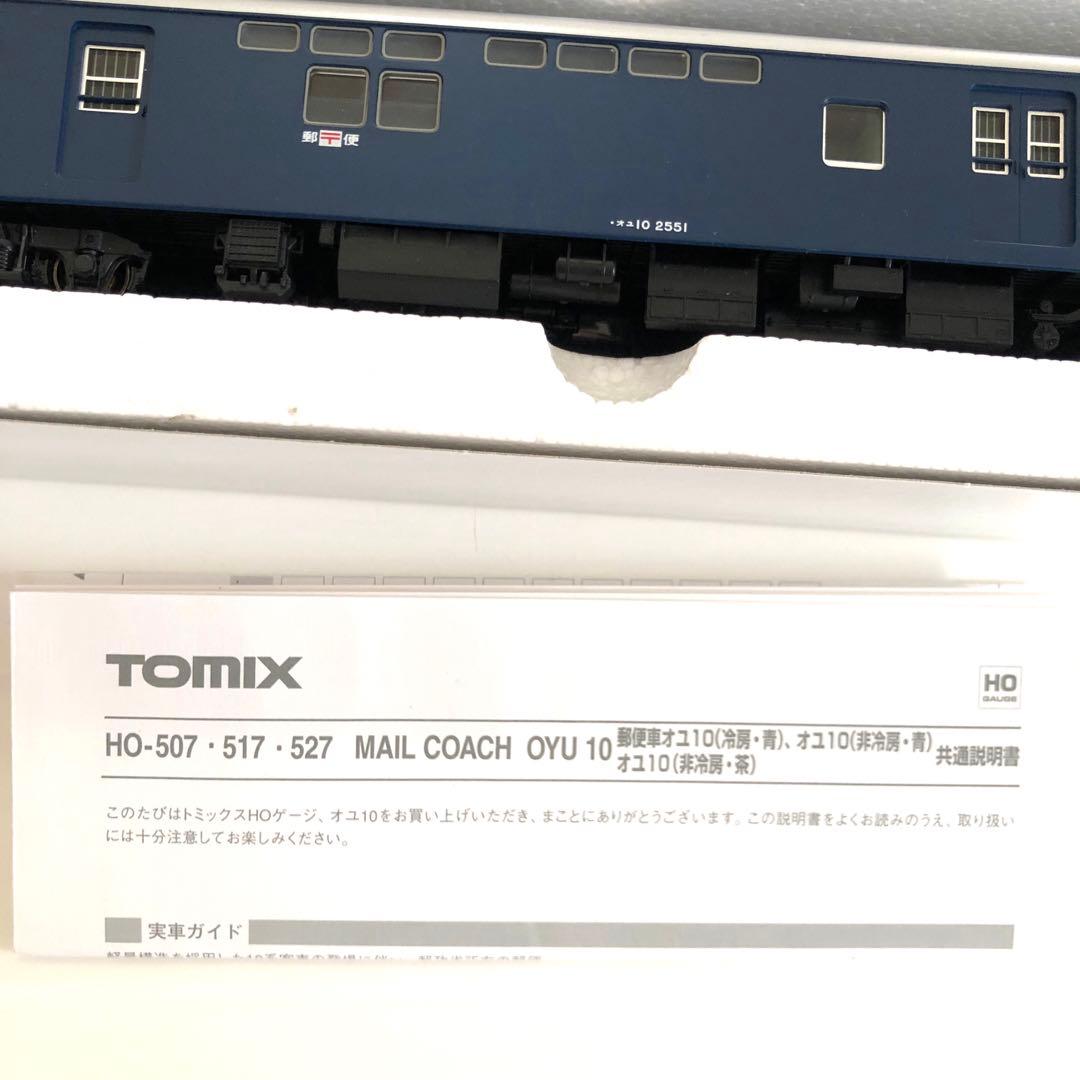 郵〒便
・オユ10 2551
TOMIX
HO
GAUGE
HO-507・517・527 MAIL COACH OYU 10 郵便車オユ10(冷房・青)、オユ10(非冷房・青) 共通説明書
オユ10(非冷房・茶)
このたびはトミックスHOゲージ、オユ10をお買い上げいただき、まことにありがとうございます。この説明書をよくお読みのうえ、取り扱い
には十分注意してお楽しみください。
実車ガイド